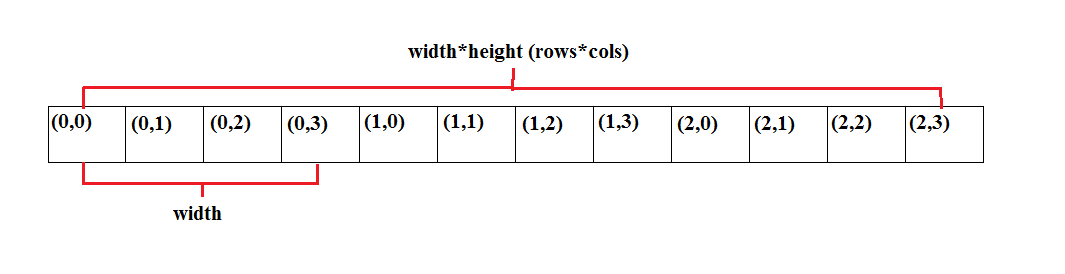 width*height (rows*cols)
(0,0) (0,1) (0,2) (0,3) (1,0) (1,1) (1,2) (1,3) (2,0) (2,1) (2,2) (2,3)
width